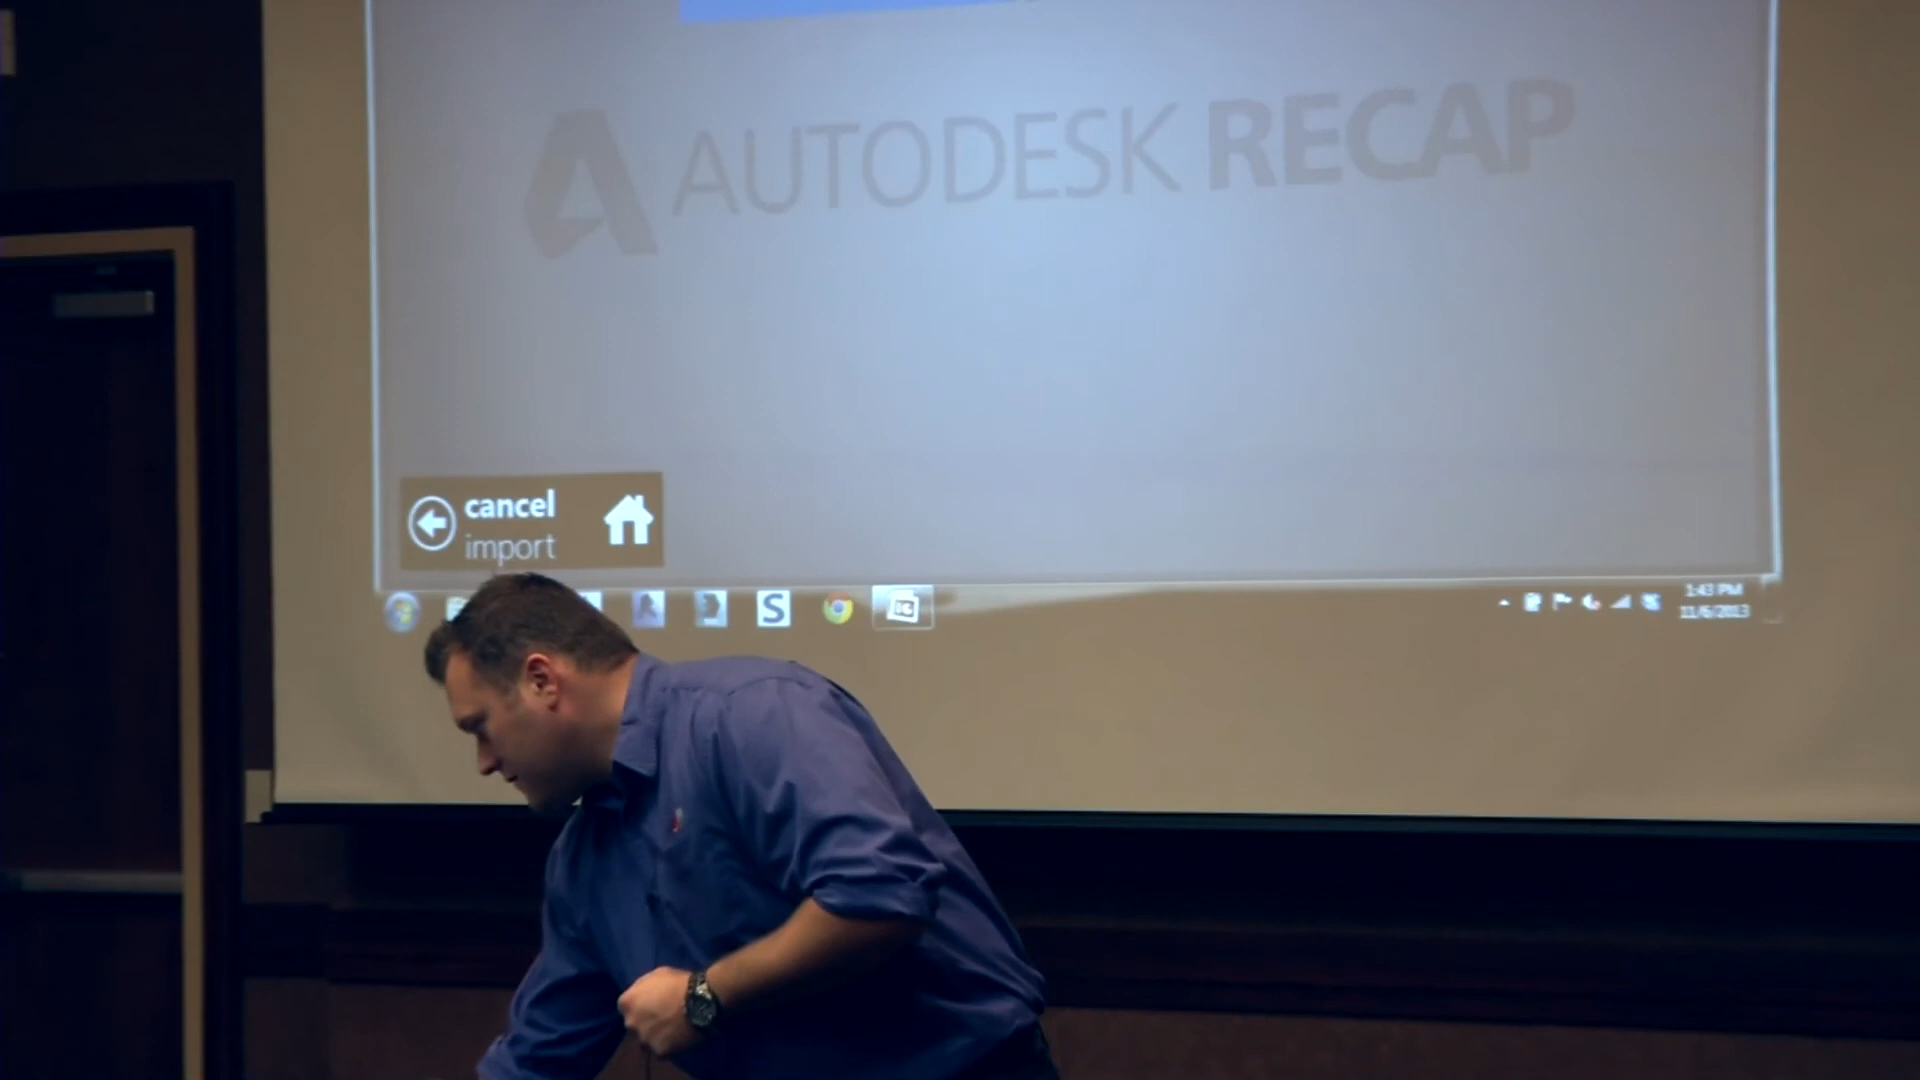 AUTODESK RECAP
cancel
import
S
1:43 PM
11/6/2013